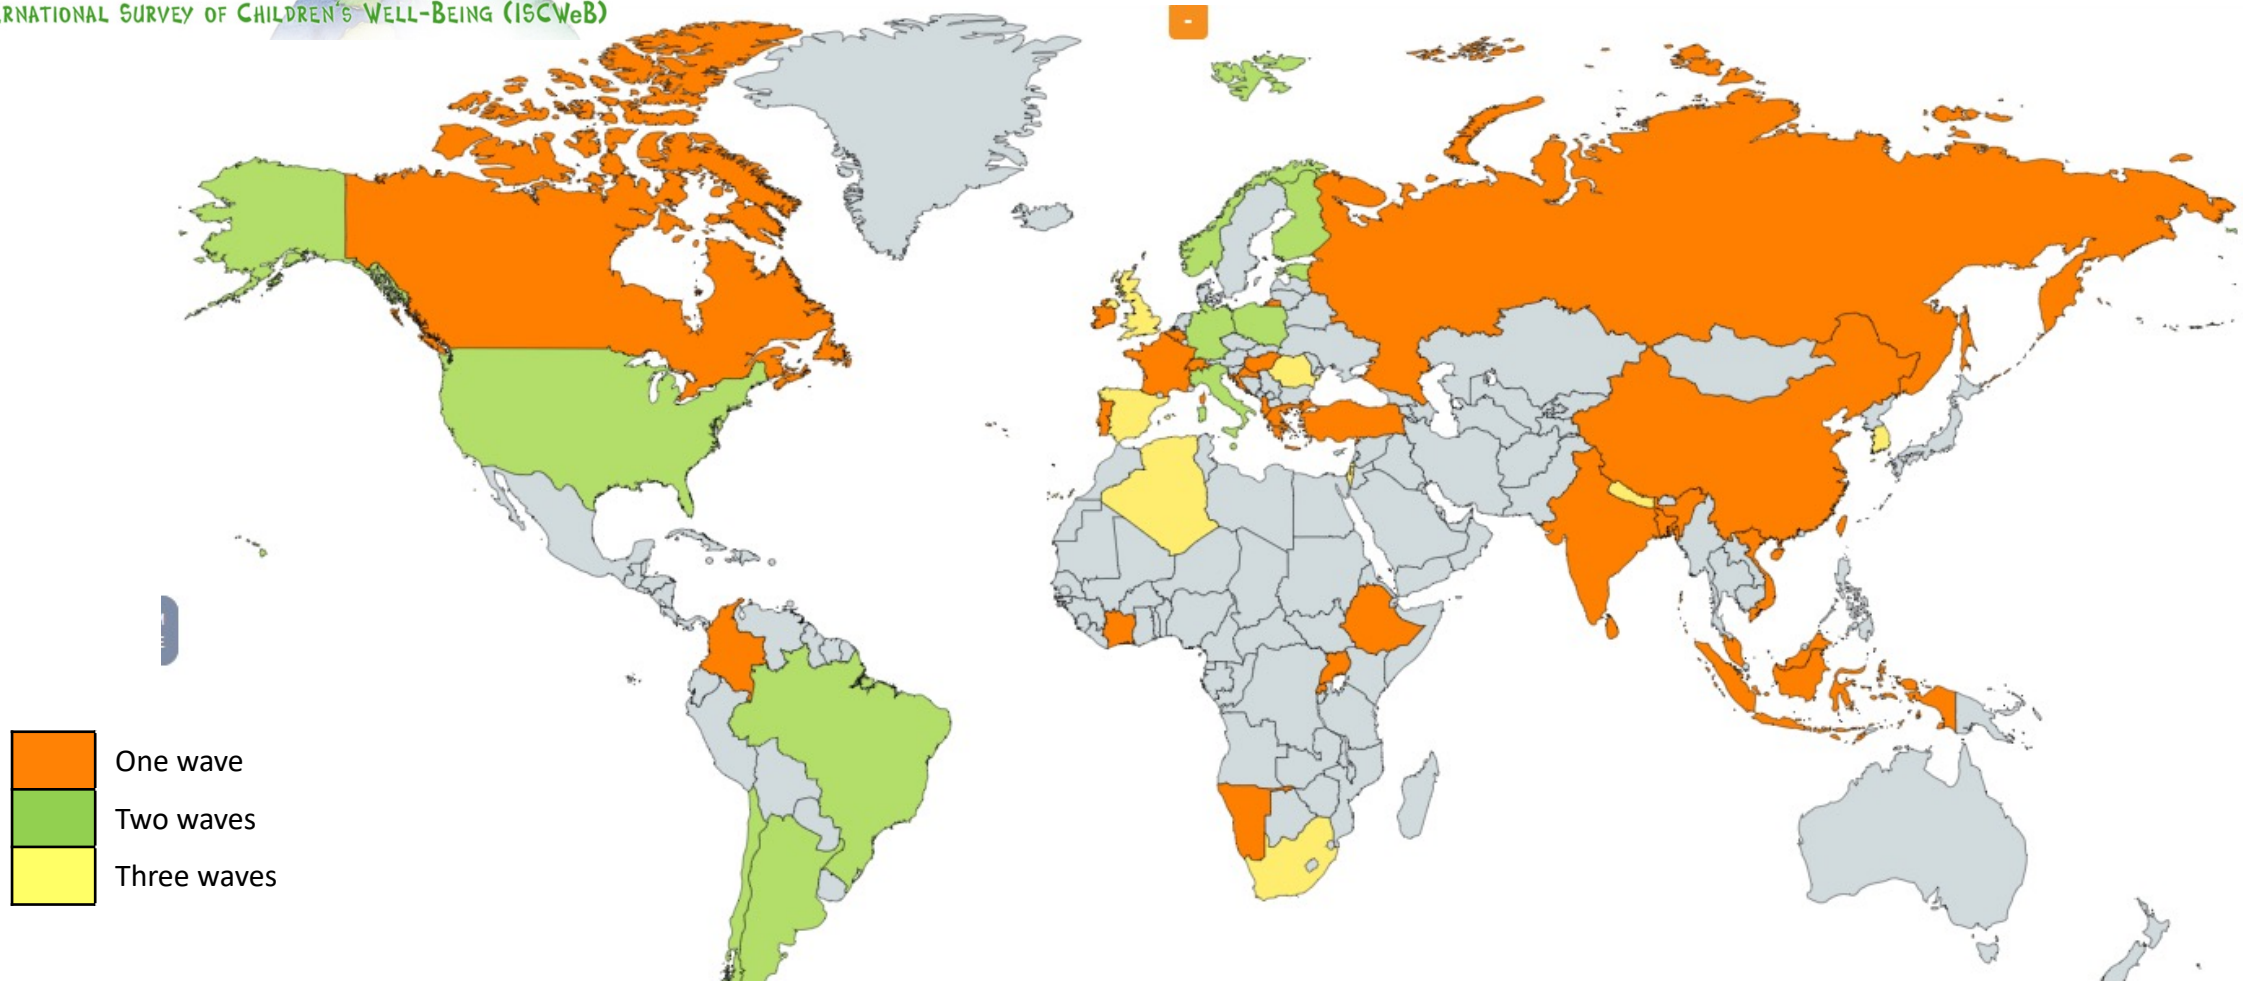 RNATIONAL SURVEY OF CHILDREN'S WELL-BEING (ISCWeB)
-
One wave
Two waves
Three waves